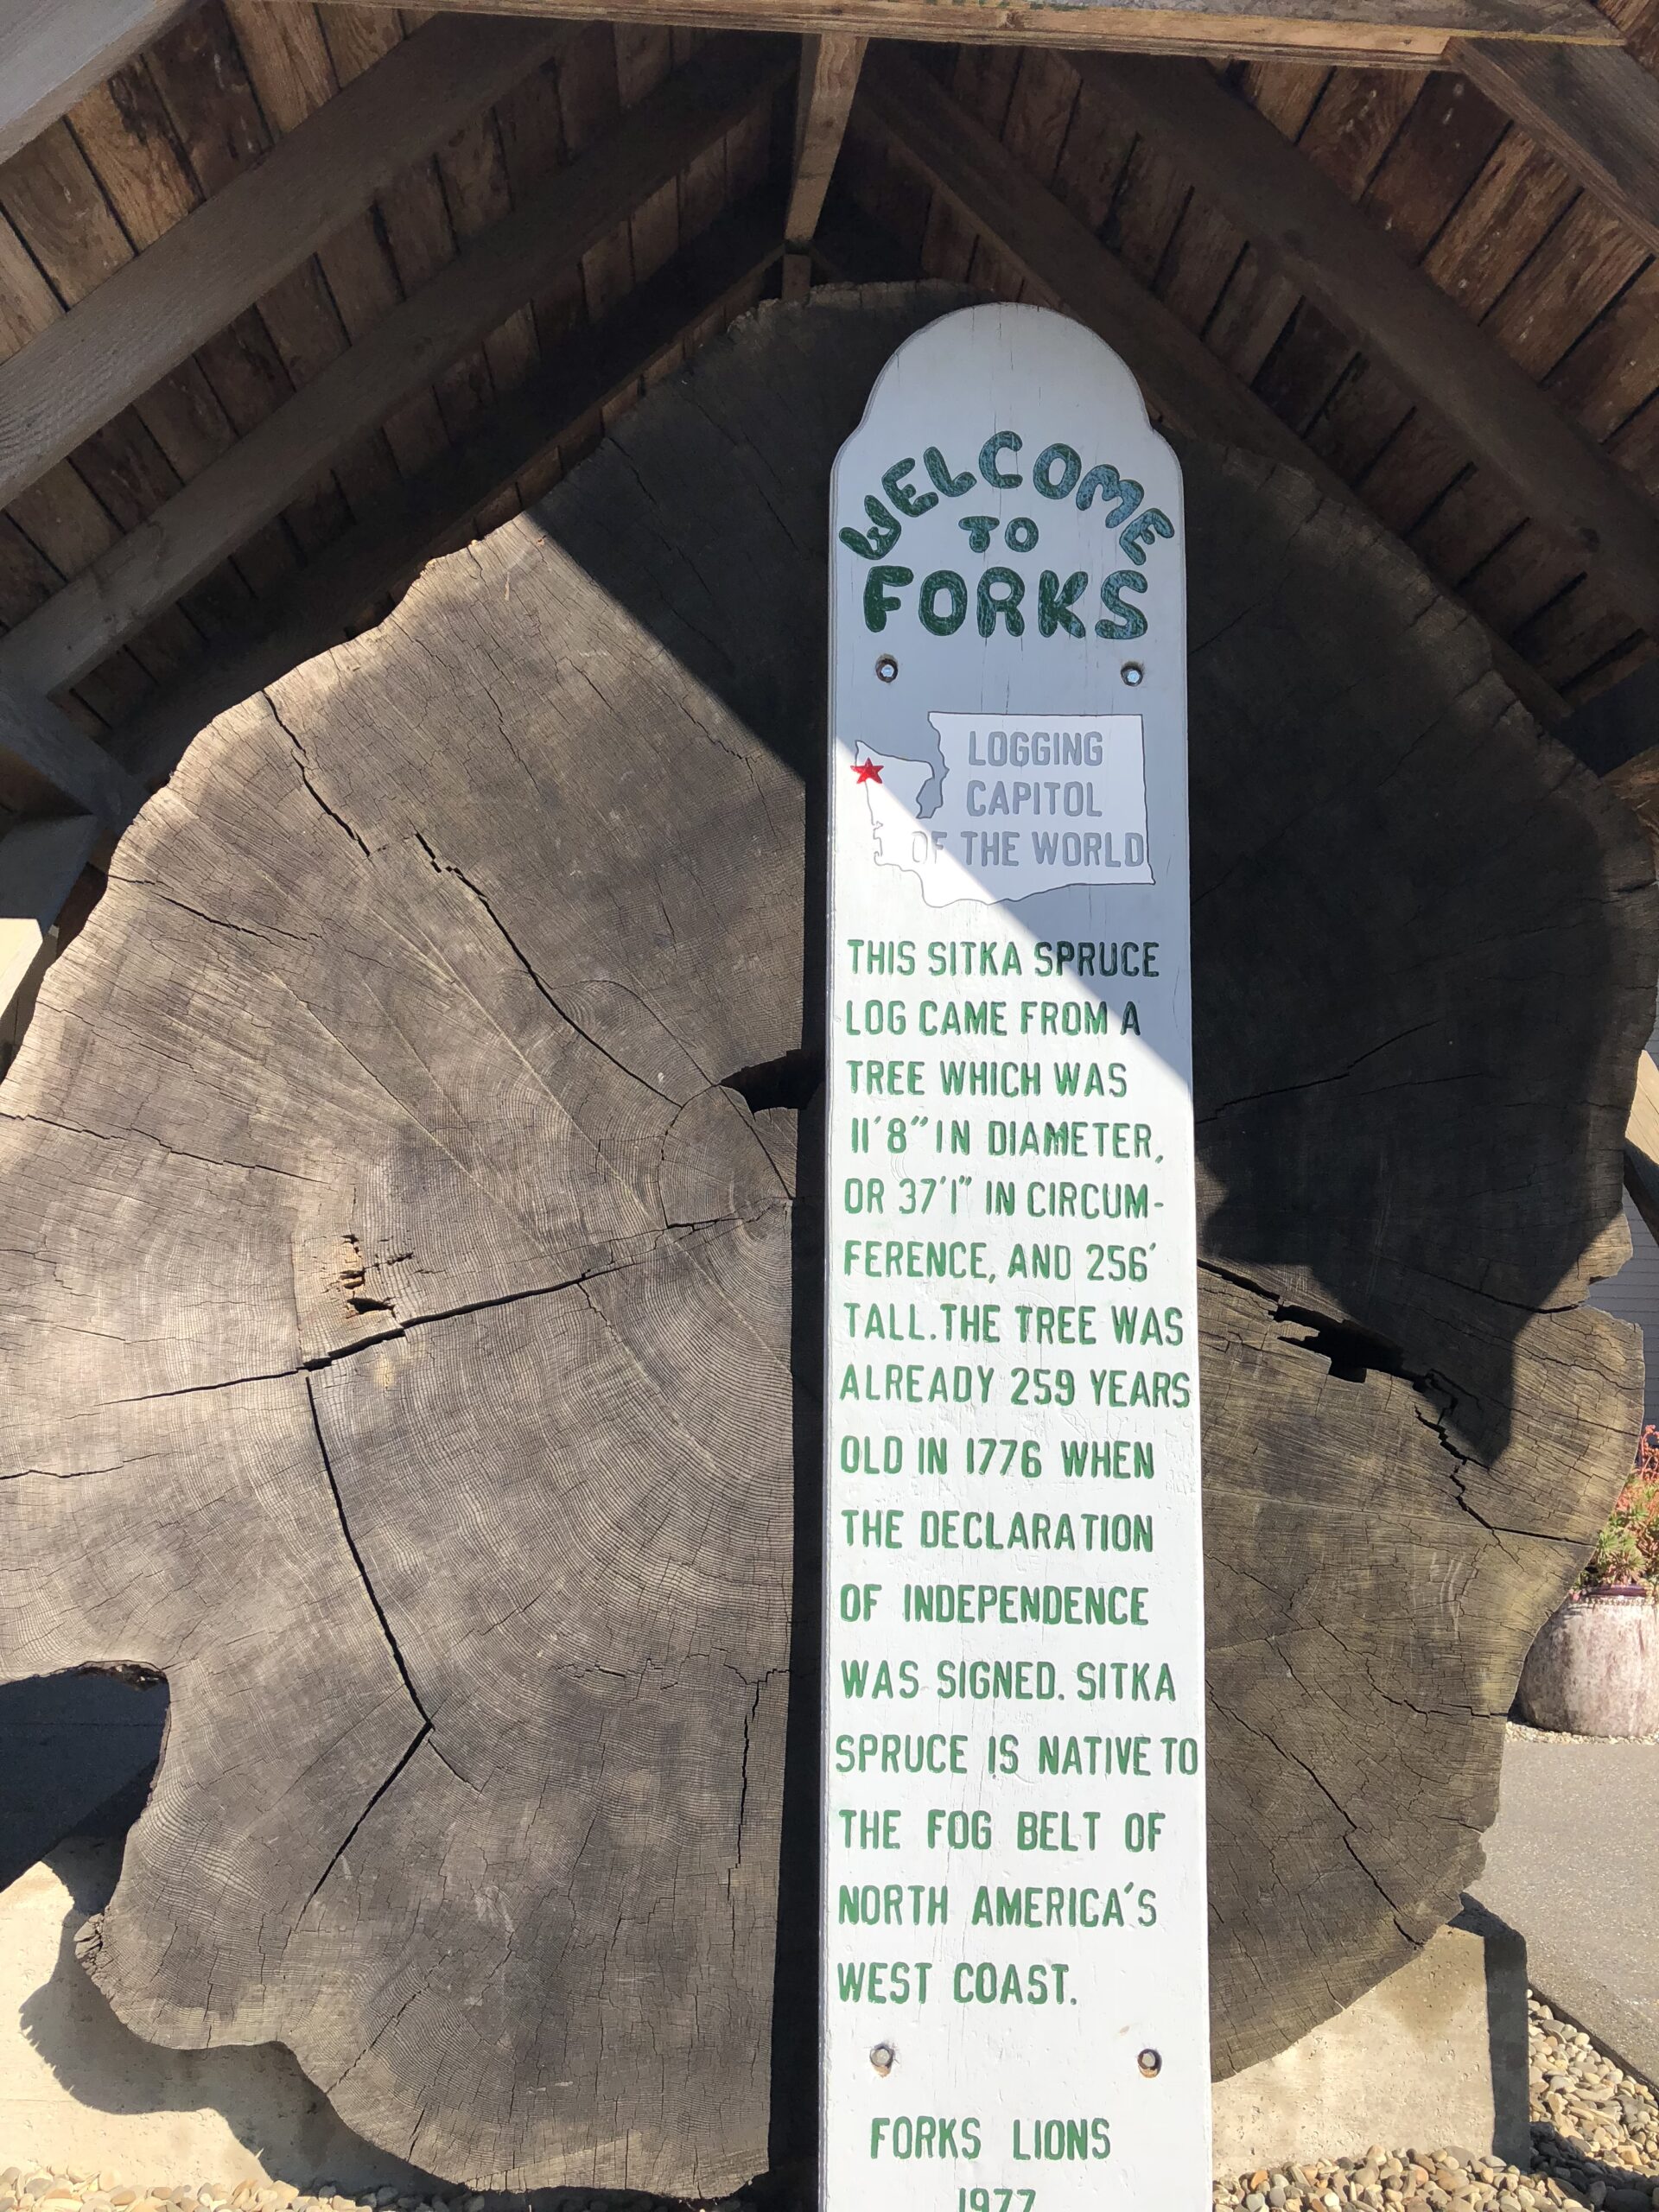 WELCOME
TO
FORKS
LOGGING
CAPITOL
OF THE WORLD
THIS SITKA SPRUCE
LOG CAME FROM A
TREE WHICH WAS
11'8" IN DIAMETER,
OR 37'1" IN CIRCUM-
FERENCE, AND 256'
TALL. THE TREE WAS
ALREADY 259 YEARS
OLD IN 1776 WHEN
THE DECLARATION
OF INDEPENDENCE
WAS SIGNED. SITKA
SPRUCE IS NATIVE TO
THE FOG BELT OF
NORTH AMERICA'S
WEST COAST.
FORKS LIONS
1977